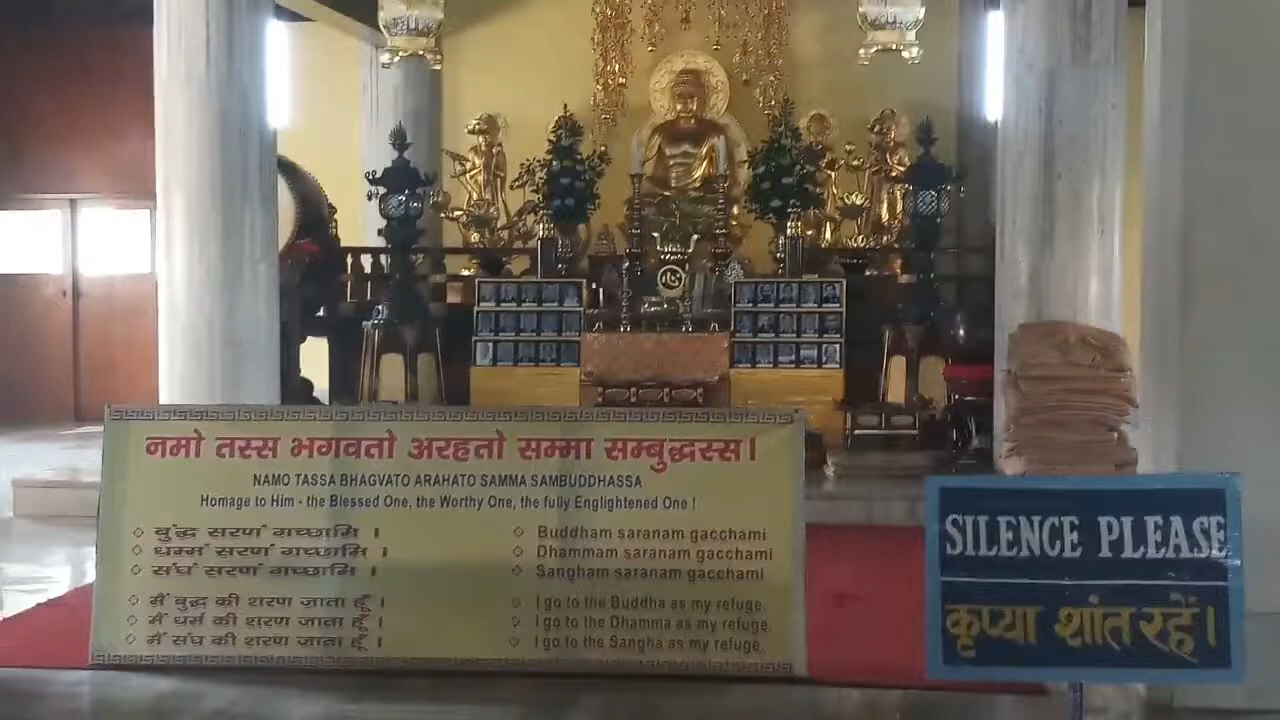 नमो तस्स भगवतो अरहतो सम्मा सम्बुद्धस्स।
NAMO TASSA BHAGVATO ARAHATO SAMMA SAMBUDDHASSA
Homage to Him - the Blessed One, the Worthy One, the fully Englightened One !
बुद्धं सरणं गच्छामि ।
धम्मं सरणं गच्छामि ।
संघं सरणं गच्छामि ।
मैं बुद्ध की शरण जाता हूँ ।
मैं धर्म की शरण जाता हूँ ।
मैं संघ की शरण जाता हूँ ।
Buddham saranam gacchami
Dhammam saranam gacchami
Sangham saranam gacchami
I go to the Buddha as my refuge.
I go to the Dhamma as my refuge.
I go to the Sangha as my refuge.
SILENCE PLEASE
कृप्या शांत रहें।